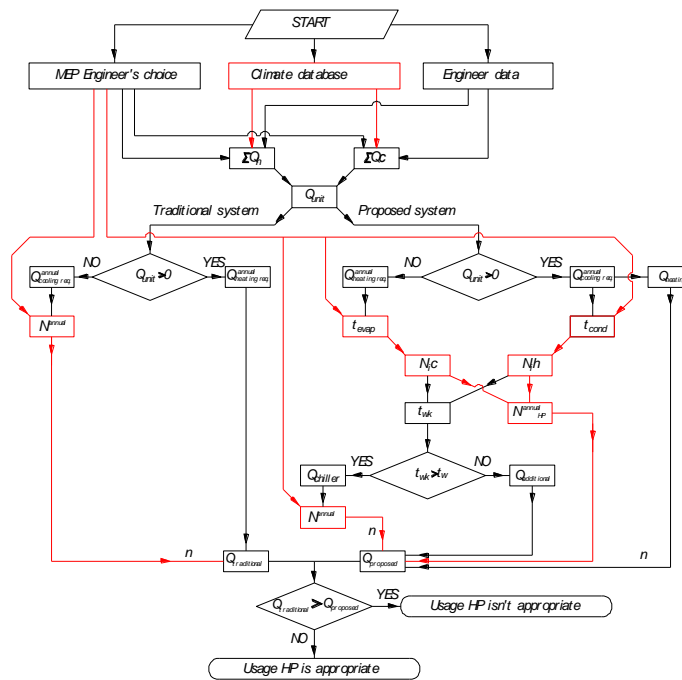 START
MEP Engineer's choice
Climate database
Engineer data
ΣQh
ΣQc
Qunit
Traditional system
Proposed system
NO
Qunit>0
YES
NO
Qunit>0
YES
Qannual cooling req
Qannual heating req
Qannual heating req
Qannual cooling req
Qheating
Nannual
tevap
tcond
Nic
Nih
twk
NannualHP
YES
twk>tw
NO
Qchiller
Qadditional
Nannual
n
n
n
Qtraditional
Qproposed
Qtraditional>Qproposed
YES
Usage HP isn't appropriate
NO
Usage HP is appropriate